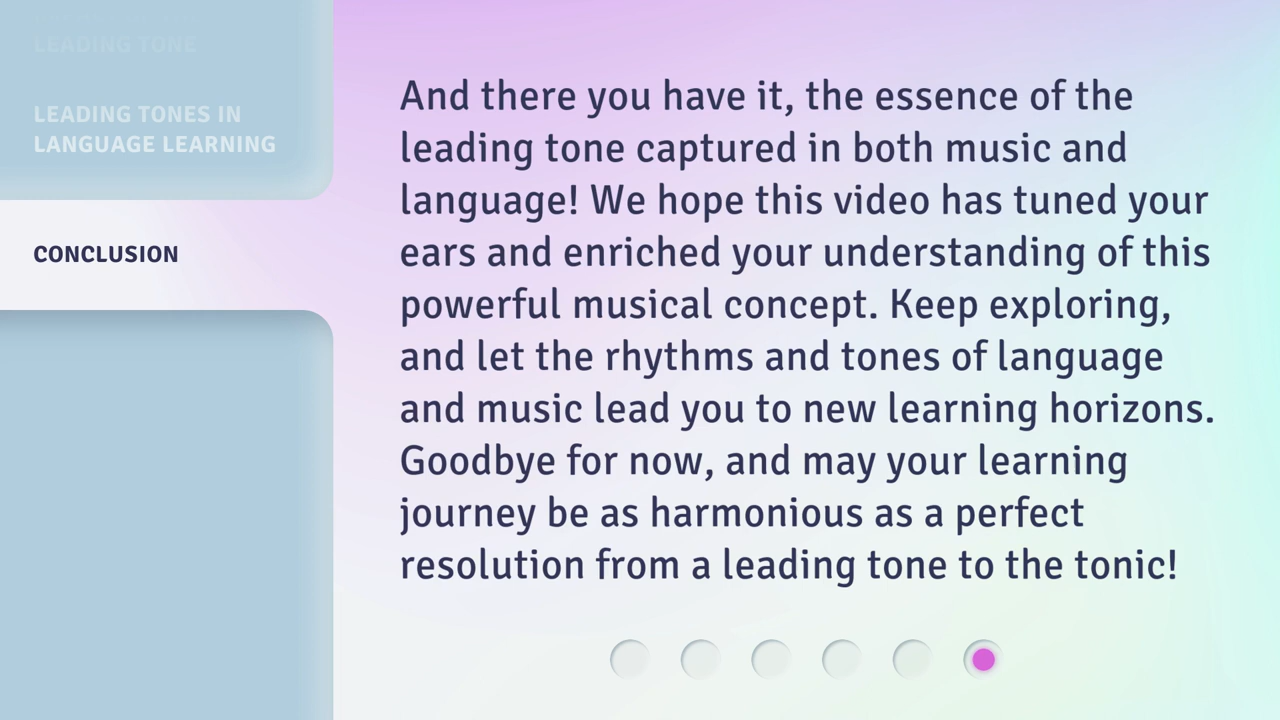 LEADING TONE
LEADING TONES IN
LANGUAGE LEARNING
CONCLUSION
And there you have it, the essence of the
leading tone captured in both music and
language! We hope this video has tuned your
ears and enriched your understanding of this
powerful musical concept. Keep exploring,
and let the rhythms and tones of language
and music lead you to new learning horizons.
Goodbye for now, and may your learning
journey be as harmonious as a perfect
resolution from a leading tone to the tonic!